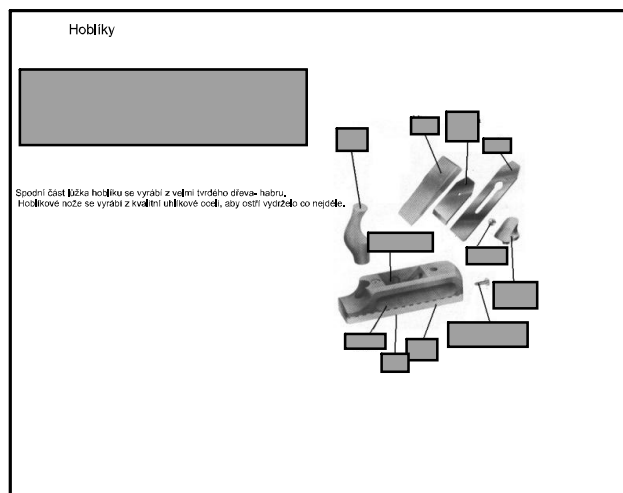 Hoblíky
Spodní část lůžka hoblíku se vyrábí z velmi tvrdého dřeva- habru.
Hoblíkové nože se vyrábí z kvalitní uhlíkové oceli, aby ostří vydrželo co nejdéle.